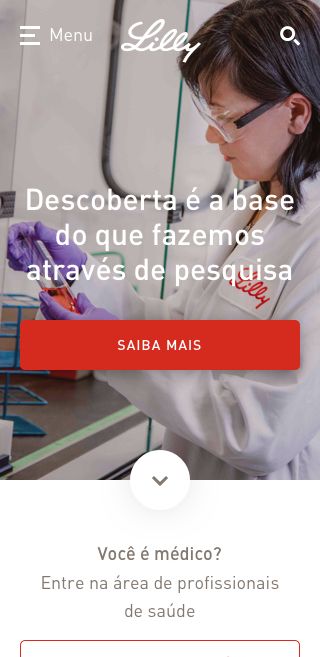 Menu
Lilly
Descoberta é a base
do que fazemos
através de pesquisa
Lilly
SAIBA MAIS
Você é médico?
Entre na área de profissionais
de saúde